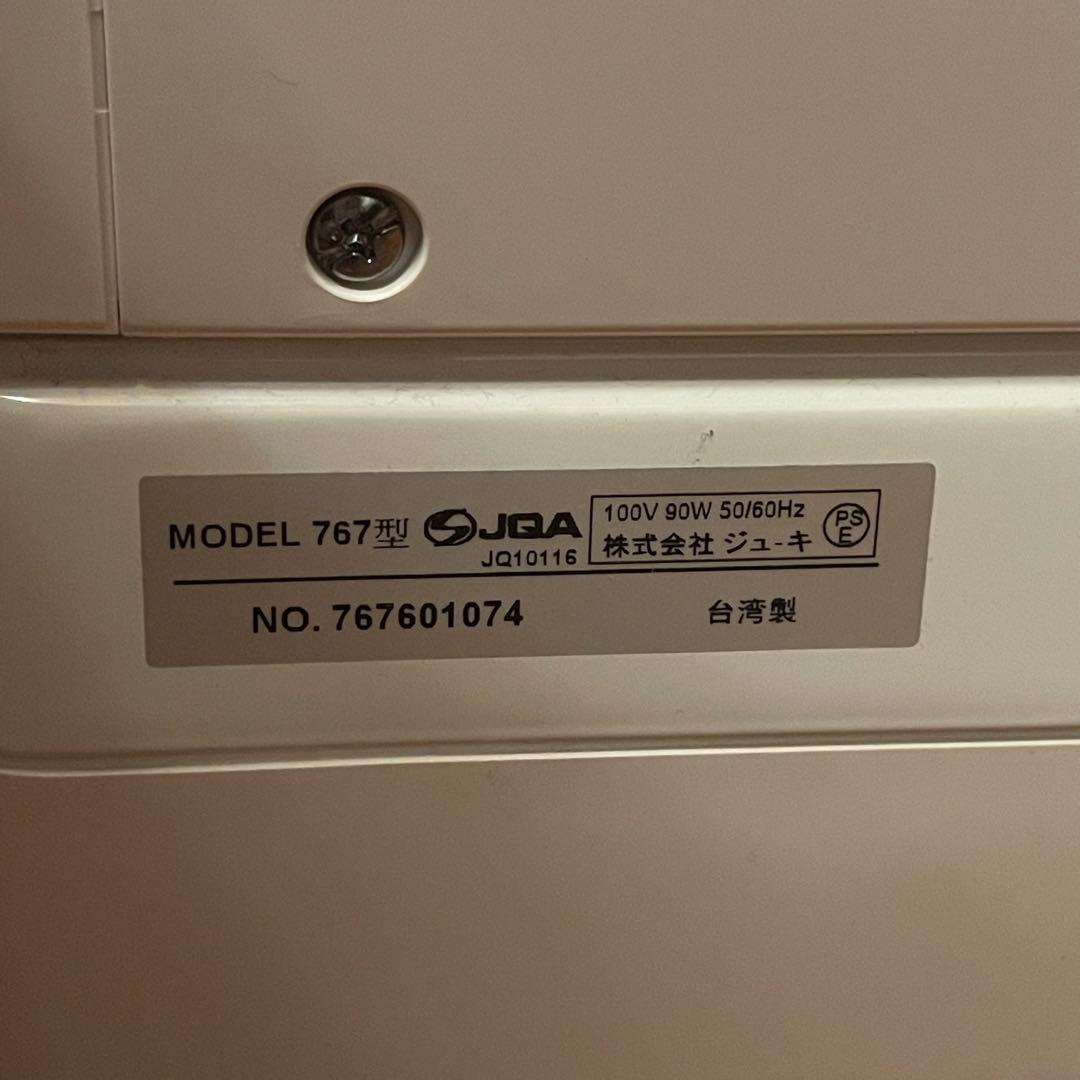 MODEL 767型 JQA
JQ10116
100V 90W 50/60Hz
株式会社 ジューキ
PS
E
NO. 767601074
台湾製